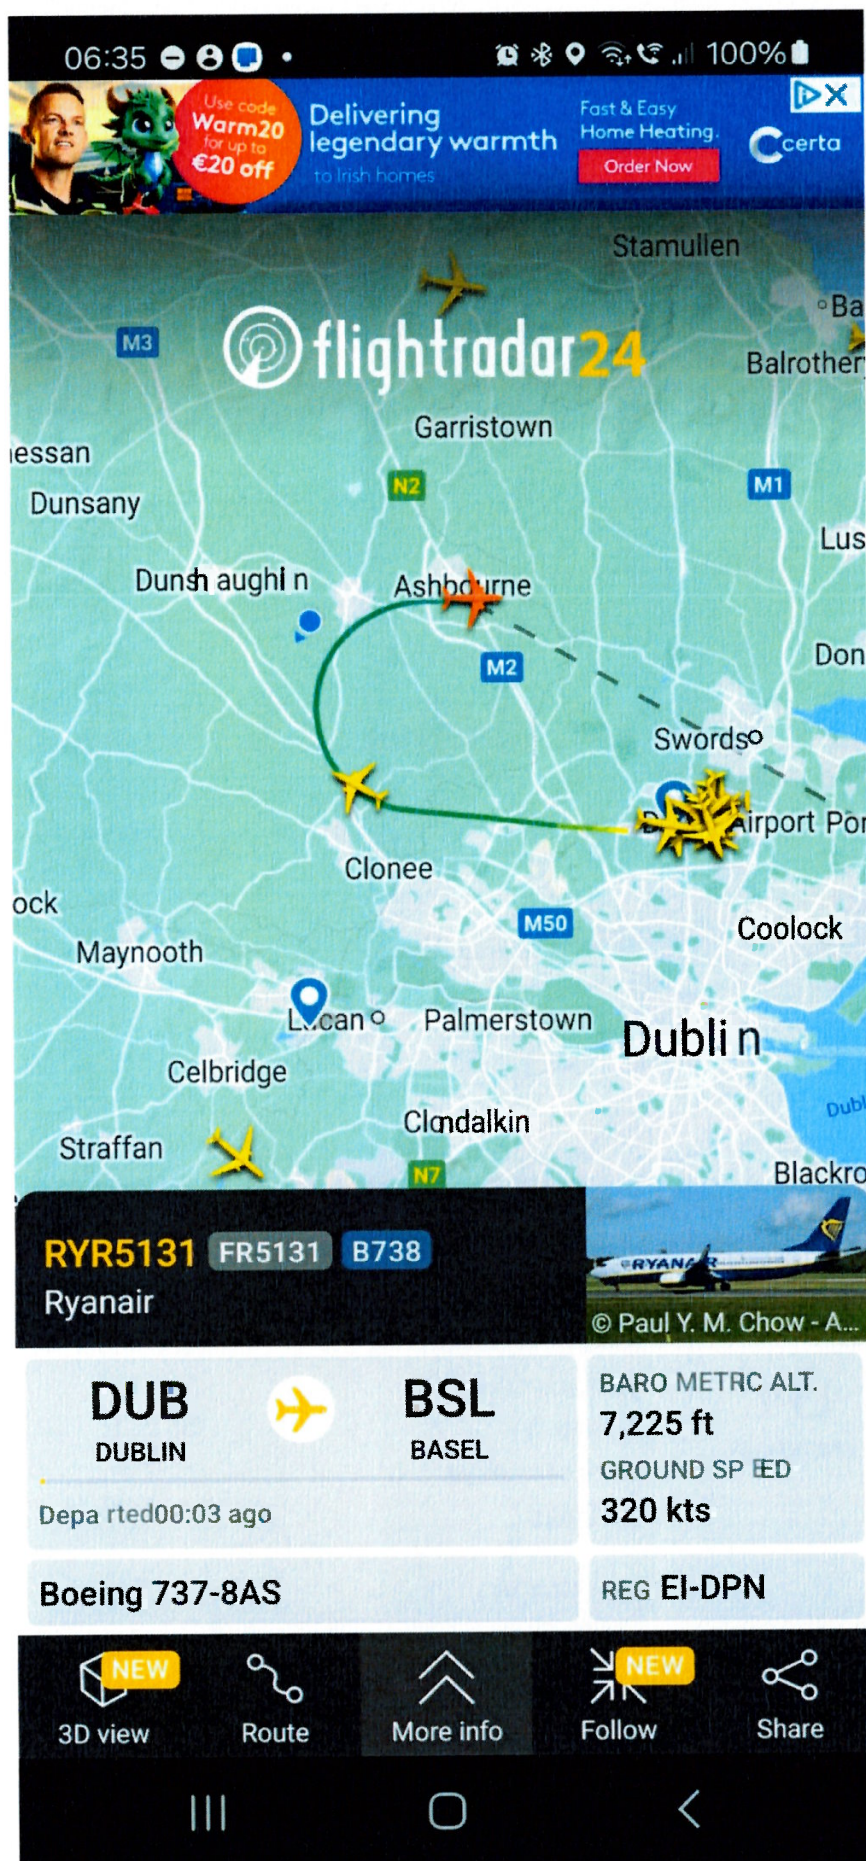 06:35
100%
Use code
Warm20
for up to
€20 off
Delivering
legendary warmth
to Irish homes
Fast & Easy
Home Heating.
Order Now
certa
Stamullen
Ba
M3
flightradar24
Balrothery
Garristown
essan
N2
M1
Dunsany
Lus
Dunshaughlin
Ashbourne
M2
Don
Swords
Airport
Por
Clonee
ock
M50
Coolock
Maynooth
Lucan
Palmerstown
Dublin
Celbridge
Dubl
Clondalkin
Straffan
N7
Blackro
RYR5131 FR5131 B738
Ryanair
RYANAIR
© Paul Y. M. Chow - A...
DUB
DUBLIN
BSL
BASEL
BAROMETRC ALT.
7,225 ft
GROUND SPEED
320 kts
Departed 00:03 ago
Boeing 737-8AS
REG EI-DPN
NEW
NEW
3D view
Route
More info
Follow
Share